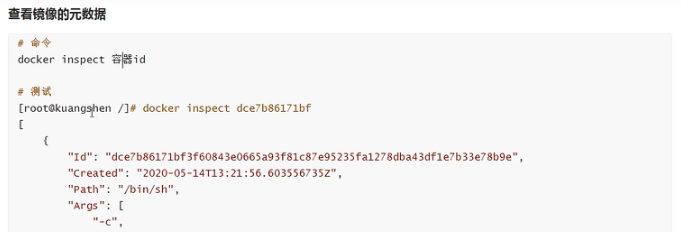 查看镜像的元数据
# 命令
docker inspect 容器id
# 测试
[root@kuangshen /]# docker inspect dce7b86171bf
[
{
"Id": "dce7b86171bf3f60843e0665a93f81c87e95235fa1278dba43df1e7b33e78b9e",
"Created": "2020-05-14T13:21:56.603556735Z",
"Path": "/bin/sh",
"Args": [
"-c",